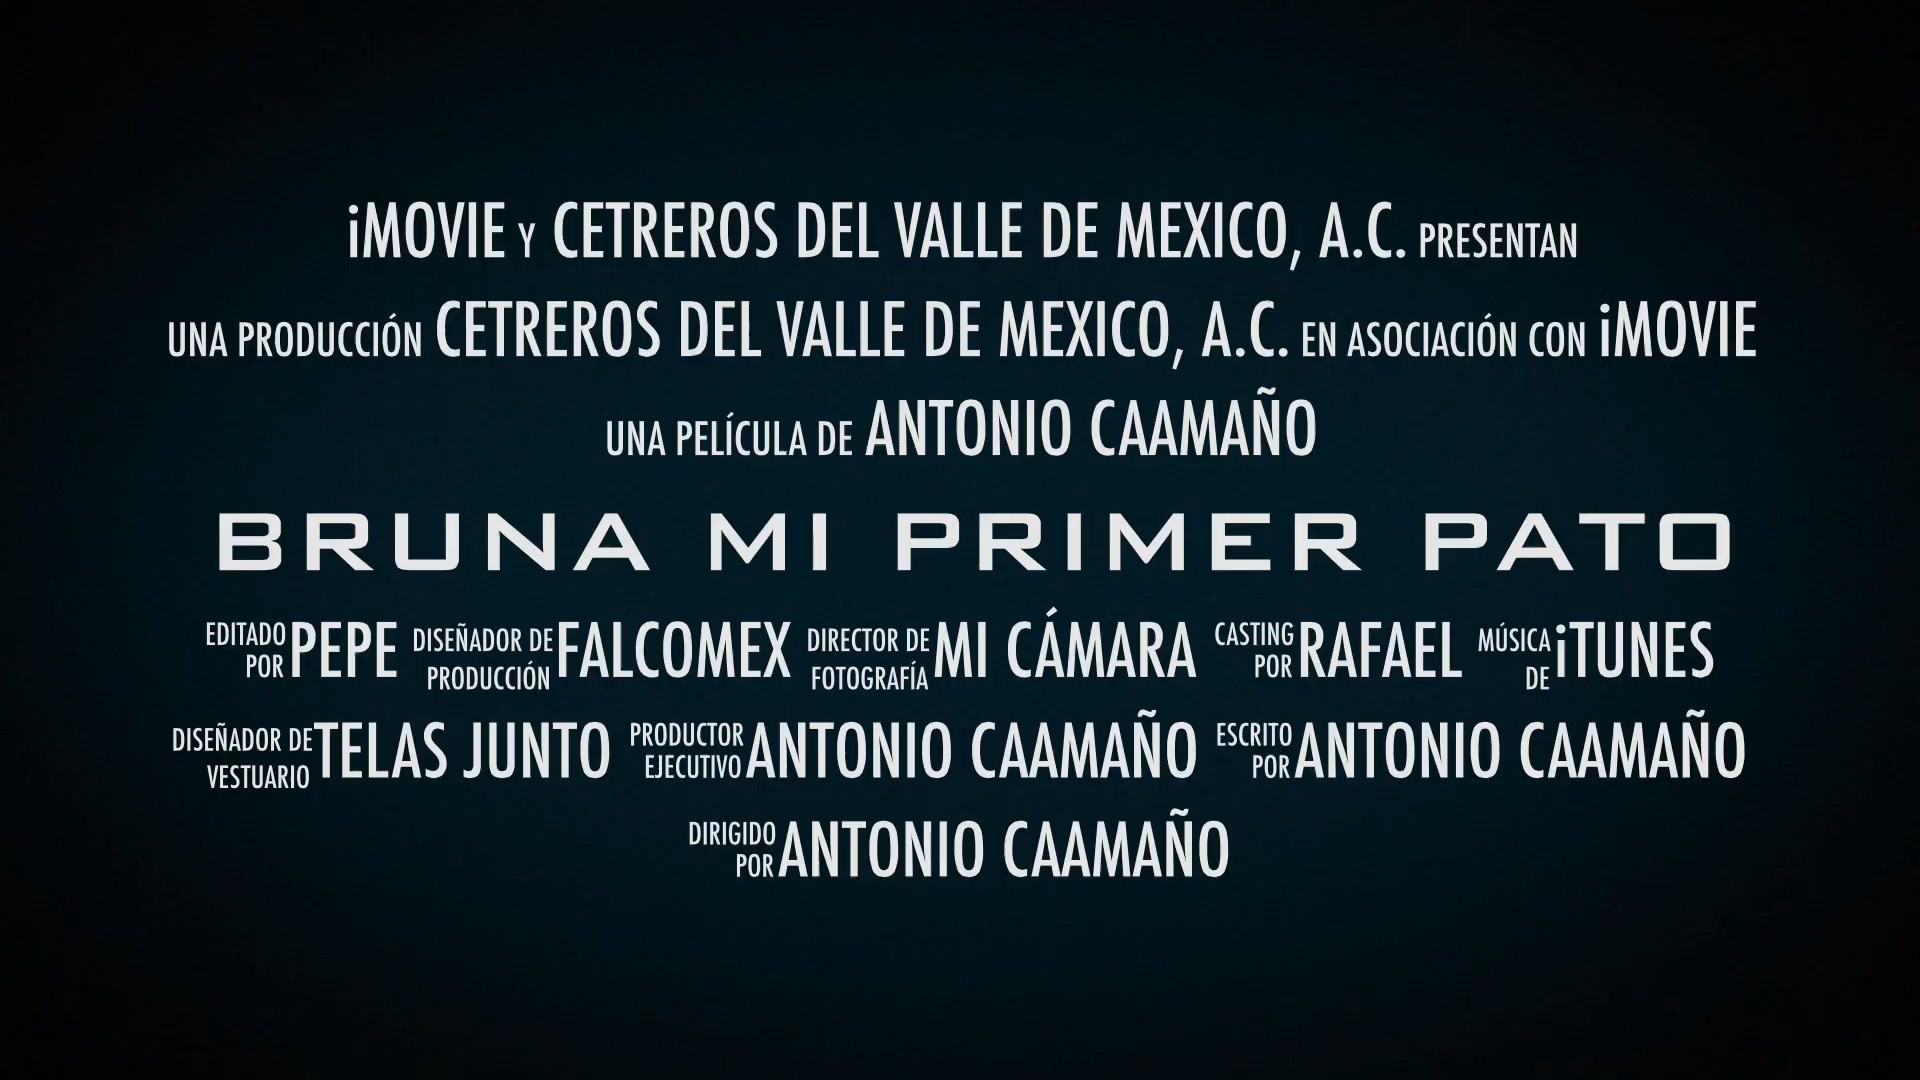 iMOVIE Y CETREROS DEL VALLE DE MEXICO, A.C. PRESENTAN
UNA PRODUCCIÓN CETREROS DEL VALLE DE MEXICO, A.C. EN ASOCIACIÓN CON iMOVIE
UNA PELÍCULA DE ANTONIO CAAMAÑO
BRUNA MI PRIMER PATO
EDITADO POR PEPE DISEÑADOR DE PRODUCCIÓN FALCOMEX DIRECTOR DE FOTOGRAFÍA MI CÁMARA CASTING POR RAFAEL MÚSICA DE iTUNES
DISEÑADOR DE VESTUARIO TELAS JUNTO PRODUCTOR EJECUTIVO ANTONIO CAAMAÑO ESCRITO POR ANTONIO CAAMAÑO
DIRIGIDO POR ANTONIO CAAMAÑO